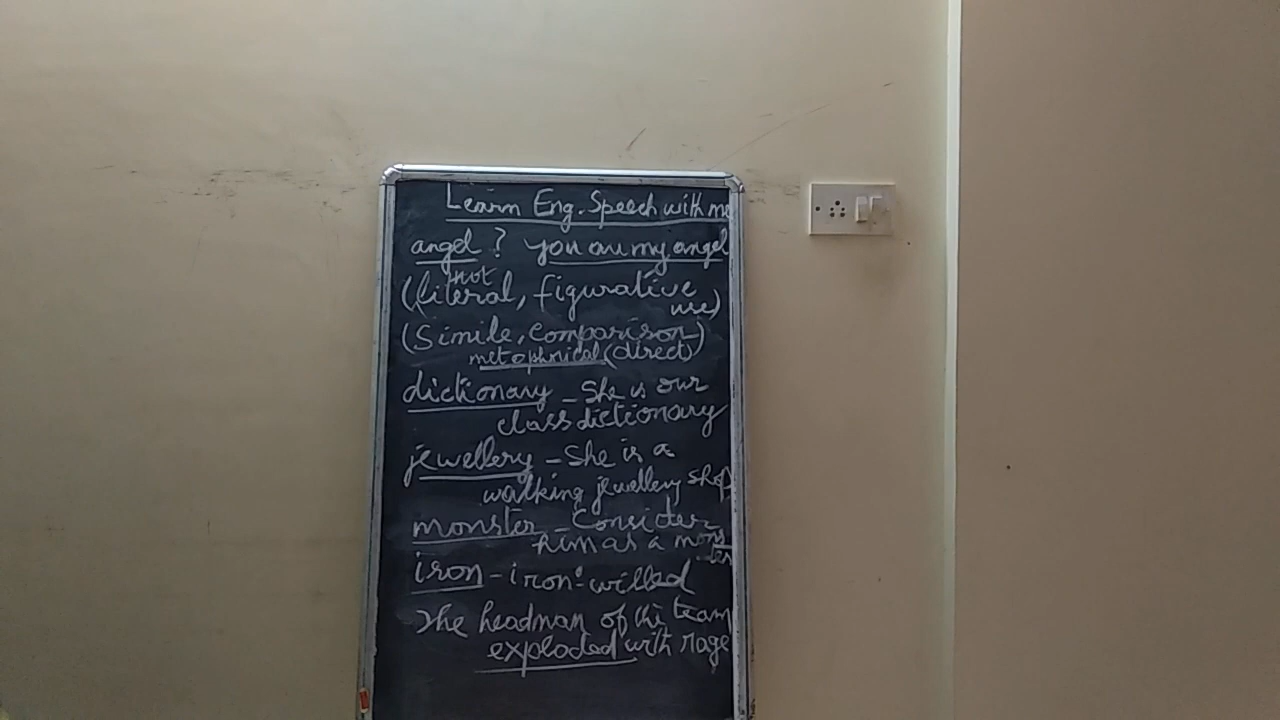 Learn Eng. Speech with me
angel ? you are my angel
not
(literal, figurative
use)
(Simile, comparison)
metaphrical (direct)
dictionary - She is our
class dictionary
jewellery - She is a
walking jewellery shop
monster - Consider
him as a mons
ter
iron - iron-willed
The headman of the team
exploded with rage